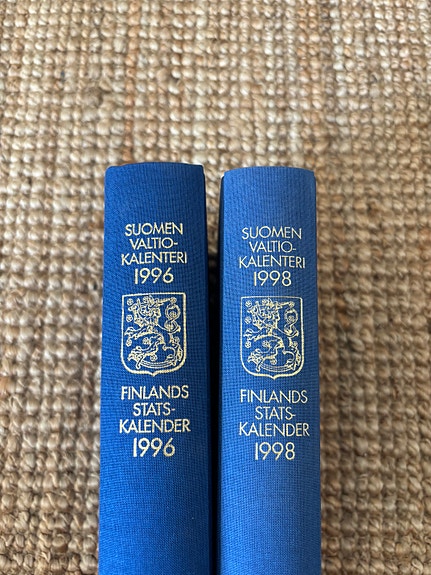 SUOMEN
VALTIO-
KALENTERI
1996
FINLANDS
STATS-
KALENDER
1996
SUOMEN
VALTIO-
KALENTERI
1998
FINLANDS
STATS-
KALENDER
1998